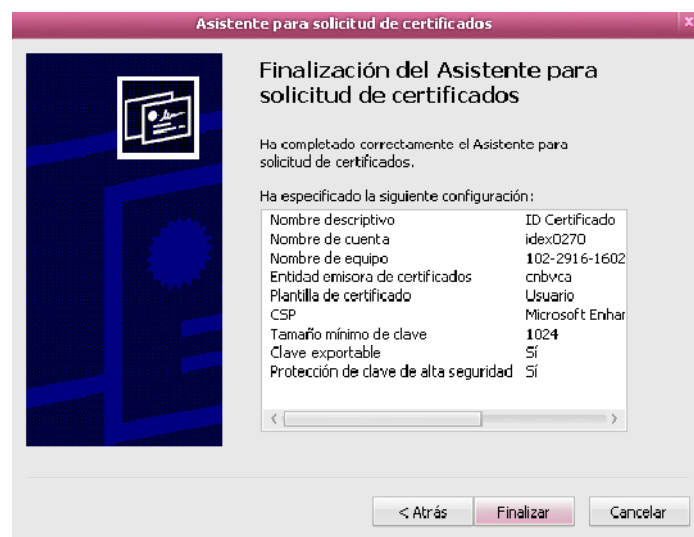 Asistente para solicitud de certificados
x
Finalización del Asistente para
solicitud de certificados
Ha completado correctamente el Asistente para
solicitud de certificados.
Ha especificado la siguiente configuración:
Nombre descriptivo ID Certificado
Nombre de cuenta idex0270
Nombre de equipo 102-2916-1602
Entidad emisora de certificados cnbvca
Plantilla de certificado Usuario
CSP Microsoft Enhar
Tamaño mínimo de clave 1024
Clave exportable Sí
Protección de clave de alta seguridad Sí
< Atrás Finalizar Cancelar